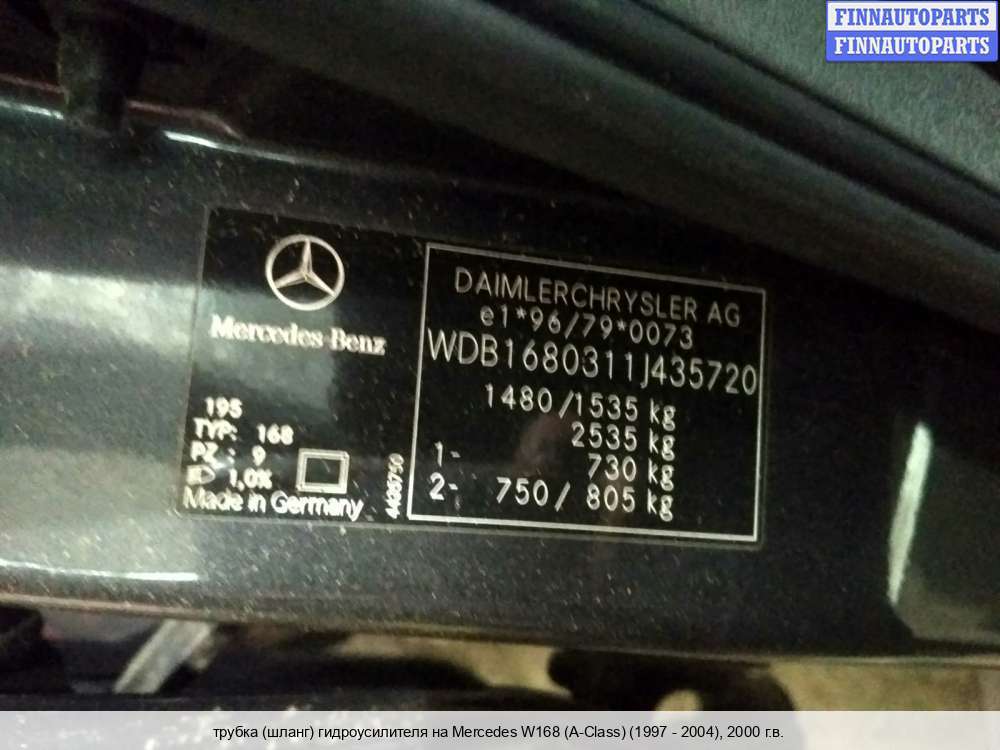 FINNAUTOPARTS
FINNAUTOPARTS
Mercedes-Benz
195
TYP: 168
PZ : 9
1,0%
Made in Germany
4435750
DAIMLERCHRYSLER AG
e1*96/79*0073
WDB1680311J435720
1480/1535 kg
2535 kg
1- 730 kg
2- 750/ 805 kg
трубка (шланг) гидроусилителя на Mercedes W168 (A-Class) (1997 - 2004), 2000 г.в.